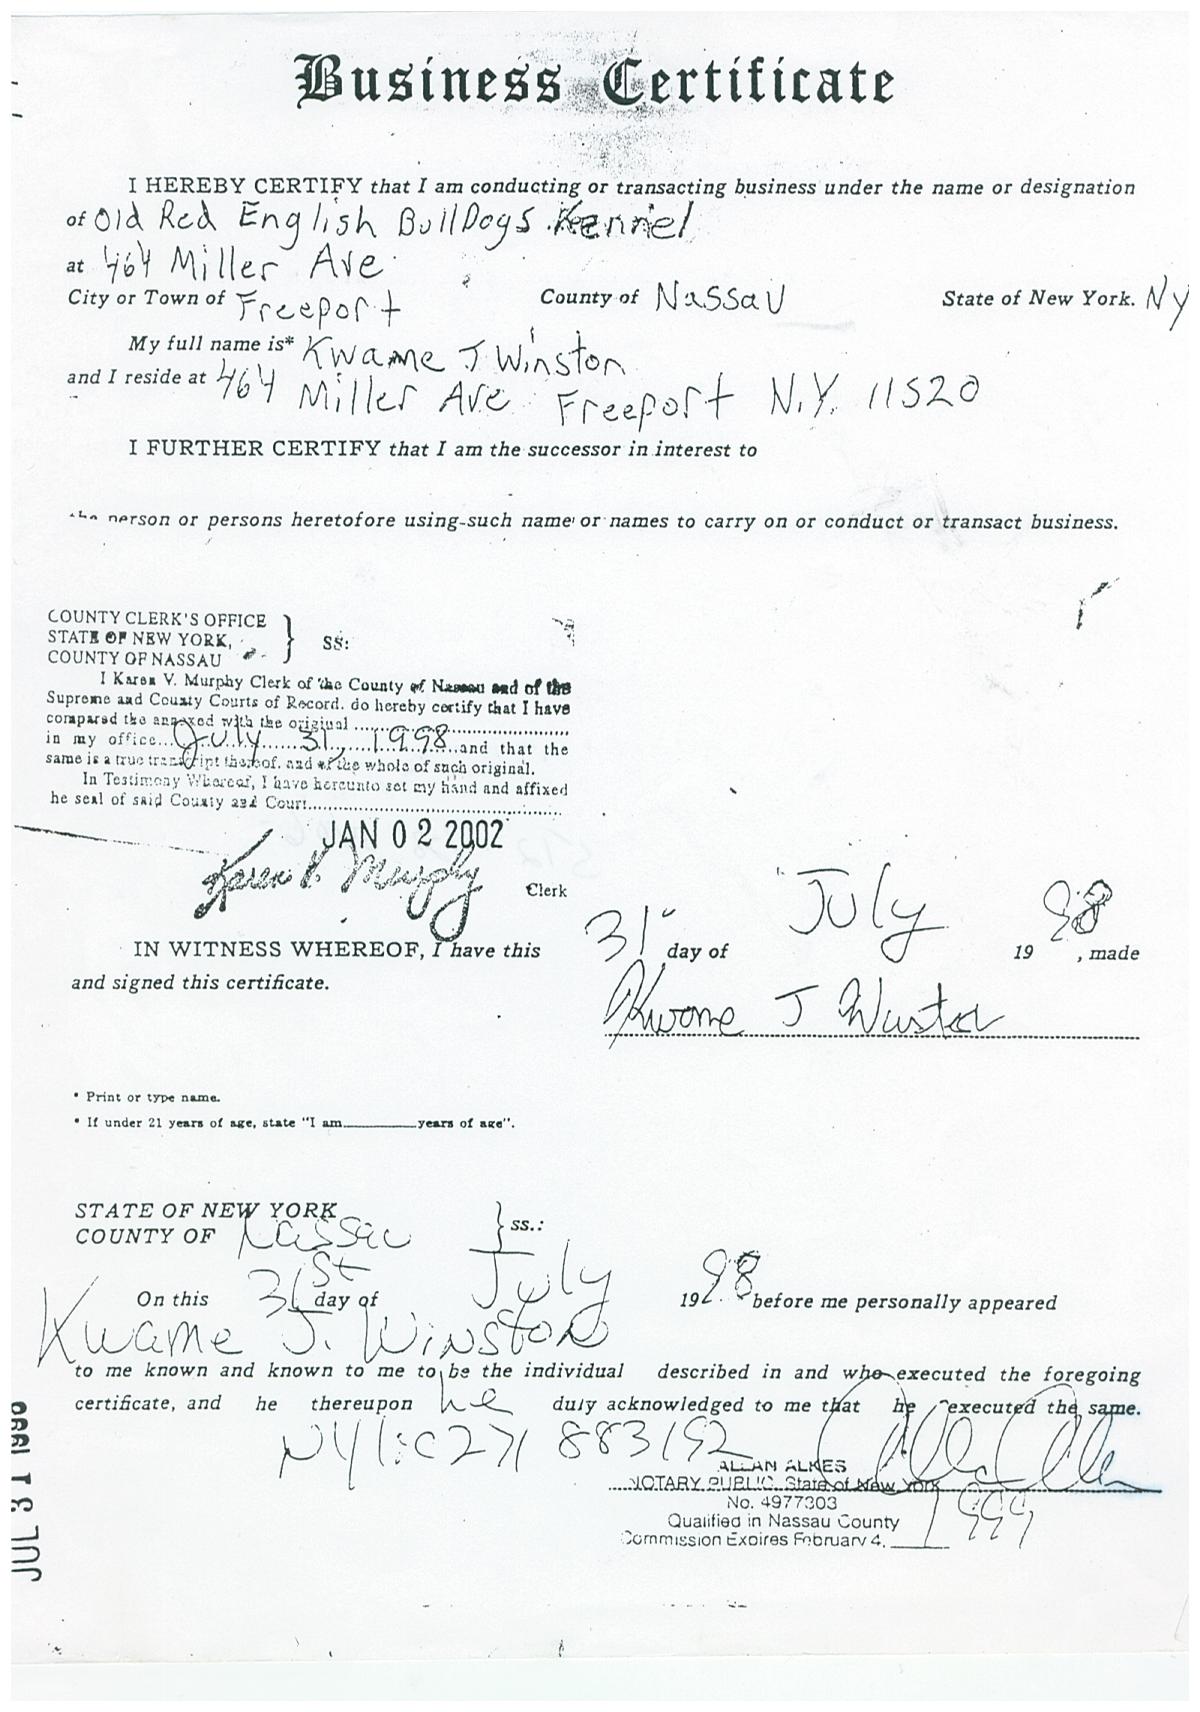 Business Certificate
I HEREBY CERTIFY that I am conducting or transacting business under the name or designation
of Old Red English BullDogs Kennel
at 464 Miller Ave
City or Town of Freeport County of Nassau State of New York. NY
My full name is* Kwame J Winston
and I reside at 464 Miller Ave Freeport N.Y. 11520
I FURTHER CERTIFY that I am the successor in interest to
the person or persons heretofore using such name or names to carry on or conduct or transact business.
COUNTY CLERK'S OFFICE
STATE OF NEW YORK, } SS:
COUNTY OF NASSAU
I Karen V. Murphy Clerk of the County of Nassau and of the
Supreme and County Courts of Record. do hereby certify that I have
compared the annexed with the original
in my office July 31, 1998 and that the
same is a true transcript thereof. and of the whole of such original.
In Testimony Whereof, I have hereunto set my hand and affixed
he seal of said County and Court
JAN 02 2002
Karen V. Murphy Clerk
IN WITNESS WHEREOF, I have this 31 day of July 19 98, made
and signed this certificate.
Kwame J Winston
* Print or type name.
* If under 21 years of age, state "I am______years of age".
STATE OF NEW YORK
COUNTY OF Nassau } ss.:
On this 31st day of July 1998 before me personally appeared
Kwame J. Winston
to me known and known to me to be the individual described in and who executed the foregoing
certificate, and he thereupon he duly acknowledged to me that he executed the same.
883192
ALLAN ALKES
NOTARY PUBLIC, State of New York
No. 4977303
Qualified in Nassau County
Commission Expires February 4, 1999
JUL 31 1998